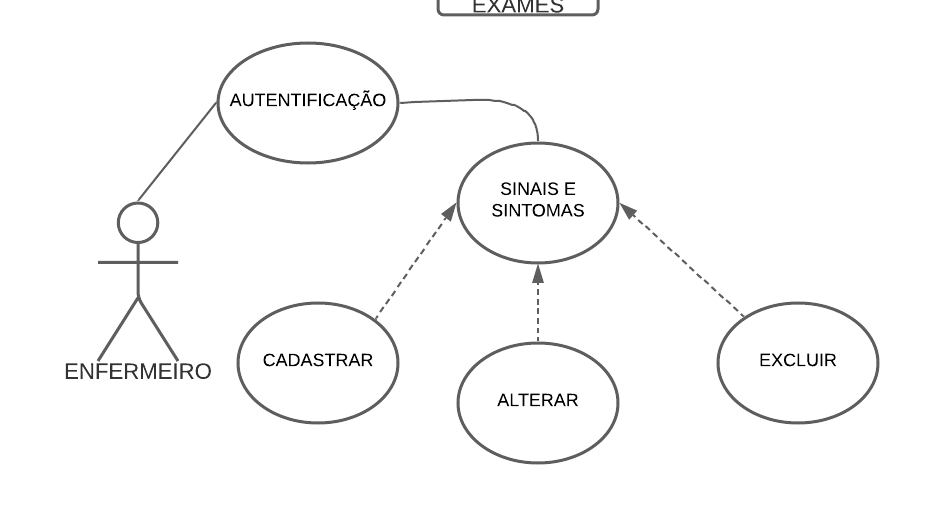 EXAMES
AUTENTIFICAÇÃO
SINAIS E
SINTOMAS
ENFERMEIRO
CADASTRAR
ALTERAR
EXCLUIR